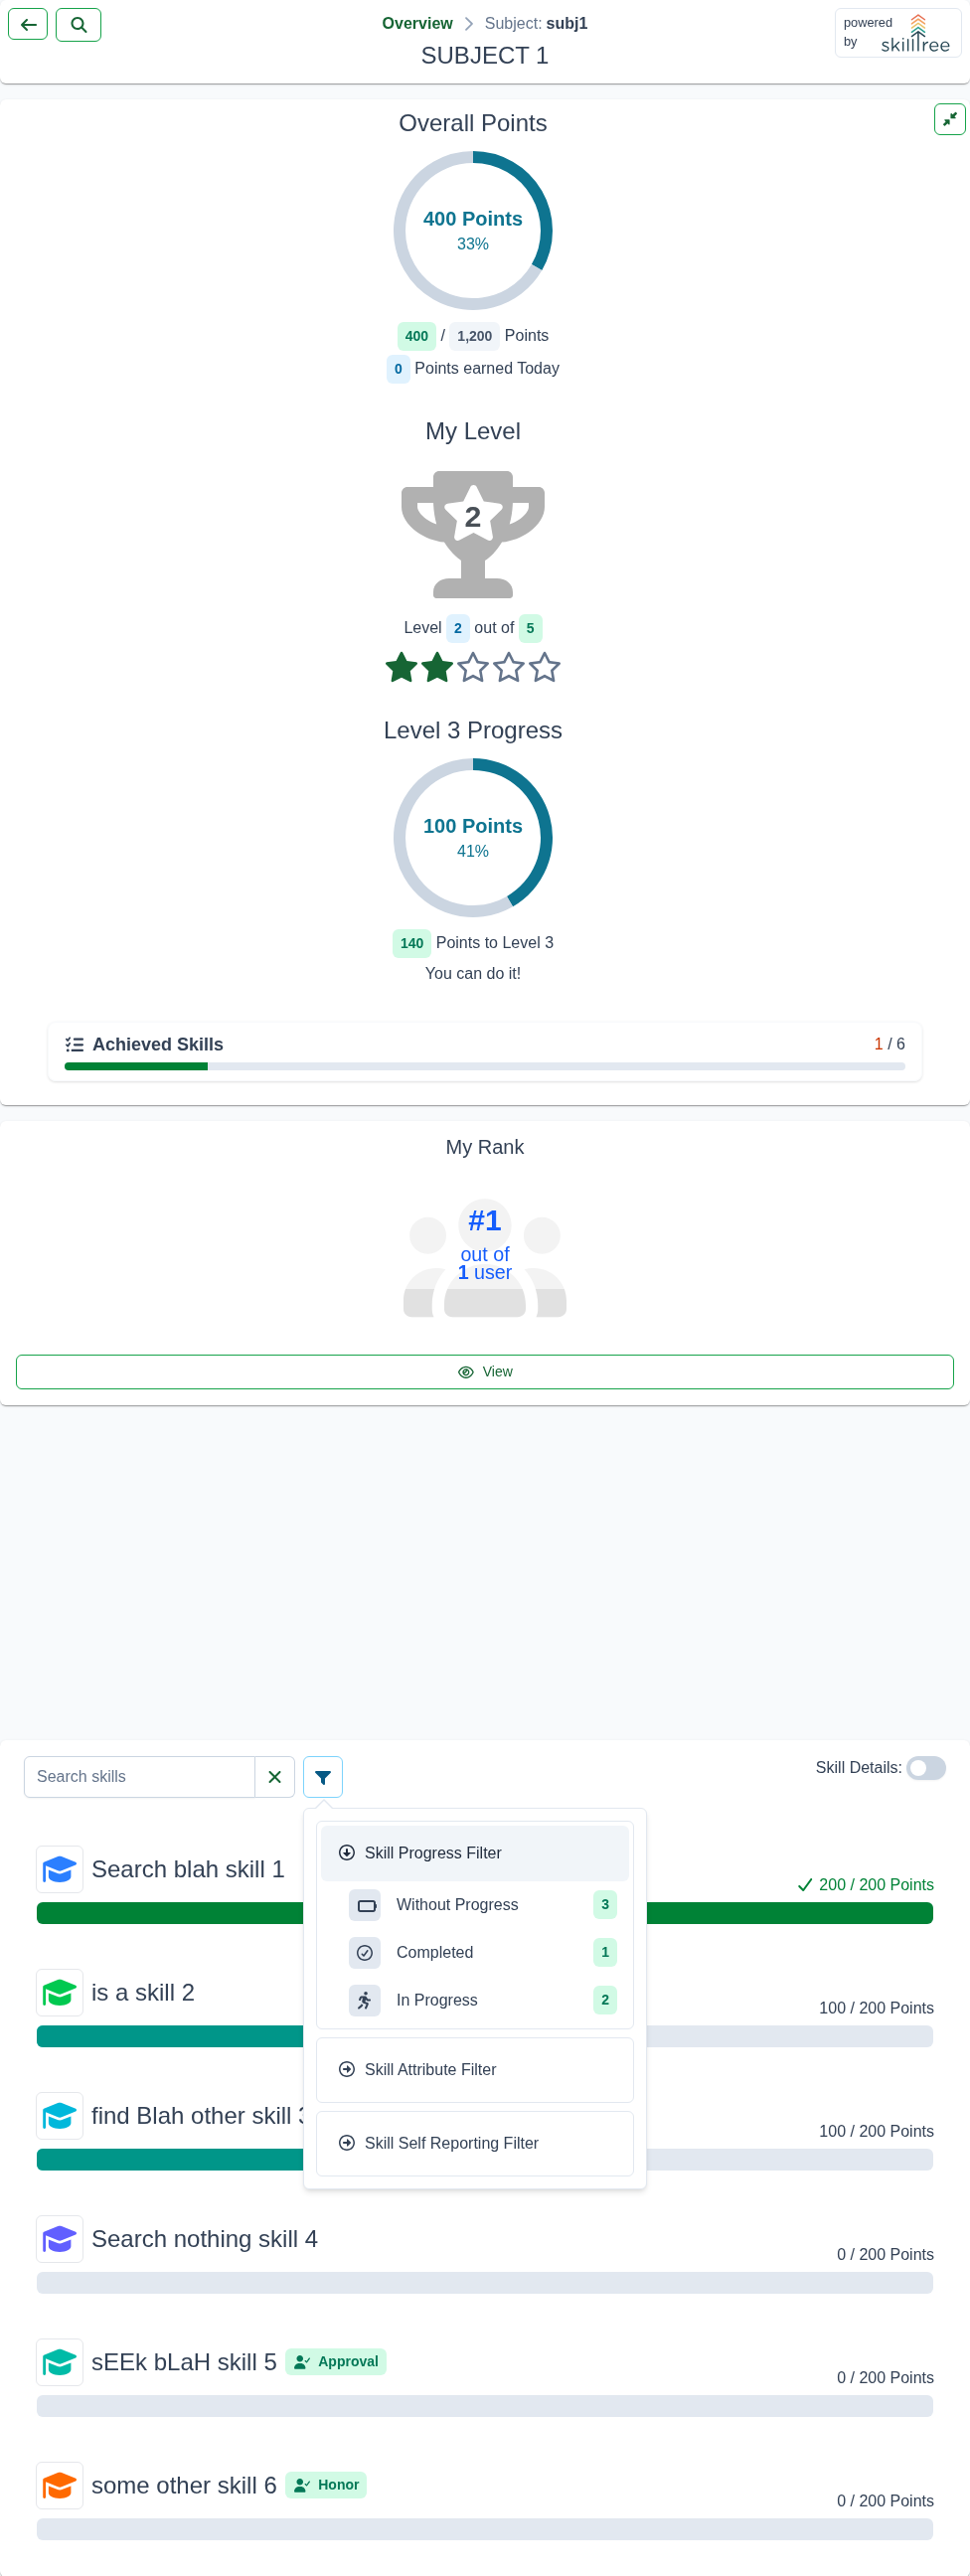 Overview > Subject: subj1
SUBJECT 1
powered
by
skilltree
Overall Points
400 Points
33%
400 / 1,200 Points
0 Points earned Today
My Level
2
Level 2 out of 5
Level 3 Progress
100 Points
41%
140 Points to Level 3
You can do it!
Achieved Skills
1 / 6
My Rank
#1
out of
1 user
View
Search skills
Skill Details:
Skill Progress Filter
Without Progress 3
Completed 1
In Progress 2
Skill Attribute Filter
Skill Self Reporting Filter
Search blah skill 1
200 / 200 Points
is a skill 2
100 / 200 Points
find Blah other skill 3
100 / 200 Points
Search nothing skill 4
0 / 200 Points
sEEk bLaH skill 5 Approval
0 / 200 Points
some other skill 6 Honor
0 / 200 Points